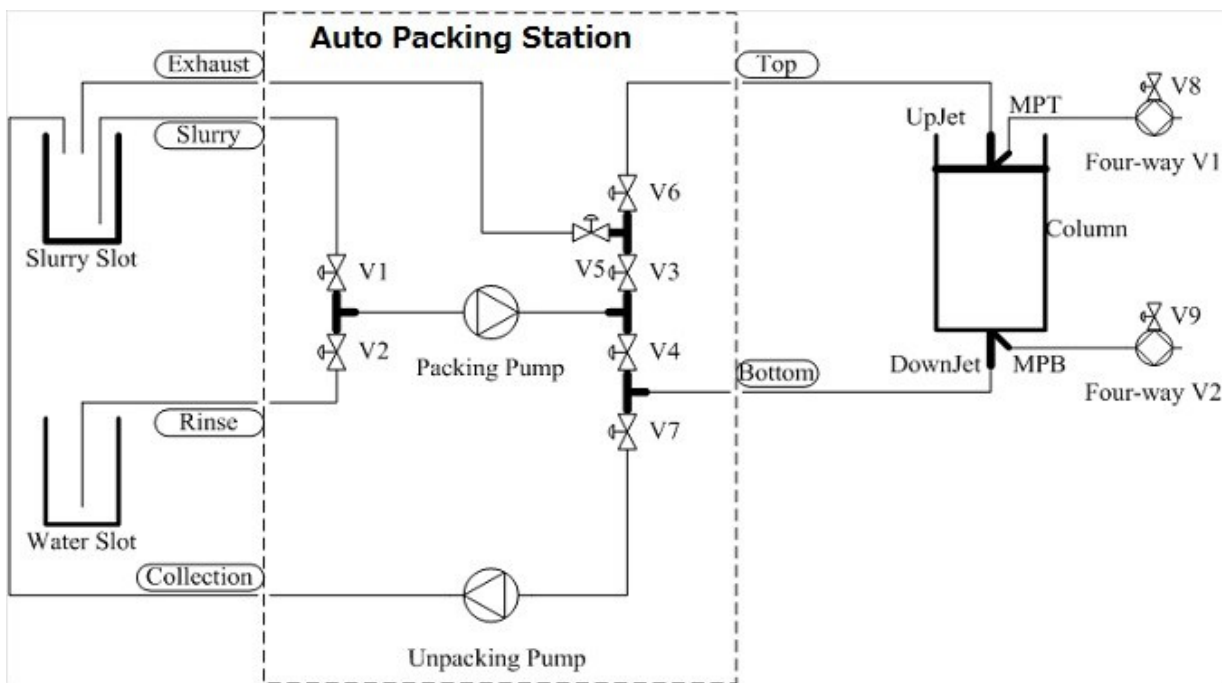 Auto Packing Station
Exhaust
Top
V8
MPT
UpJet
Slurry
Four-way V1
V6
Column
Slurry Slot
V1
V5
V3
V9
V2
V4
Packing Pump
DownJet
MPB
Bottom
Four-way V2
Rinse
V7
Water Slot
Collection
Unpacking Pump